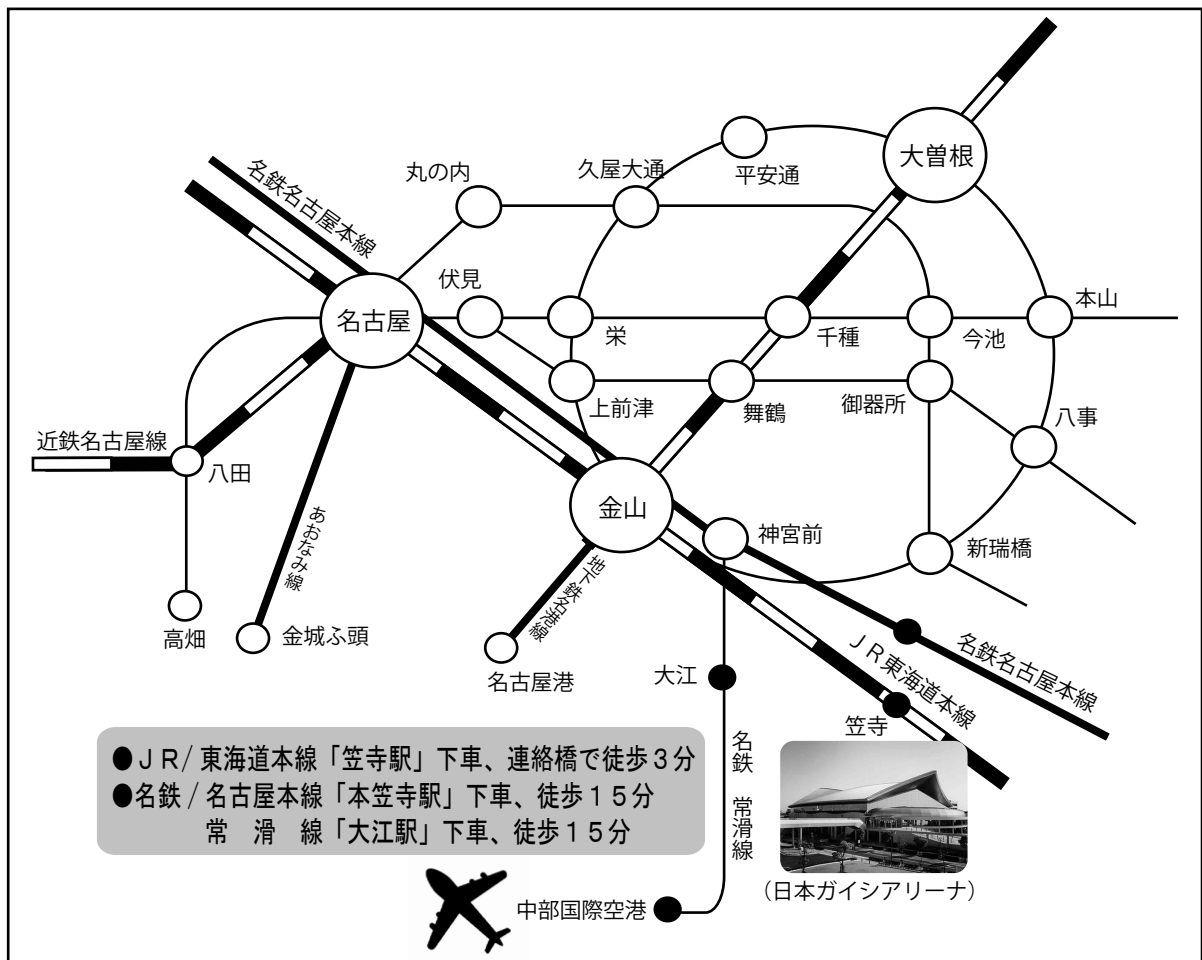 大曽根
平安通
久屋大通
丸の内
名鉄名古屋本線
伏見
名古屋
栄
千種
今池
本山
上前津
舞鶴
御器所
八事
近鉄名古屋線
八田
あおなみ線
金山
神宮前
新瑞橋
地下鉄名港線
高畑
金城ふ頭
名古屋港
大江
JR東海道本線
名鉄名古屋本線
笠寺
●JR/東海道本線「笠寺駅」下車、連絡橋で徒歩3分
●名鉄/名古屋本線「本笠寺駅」下車、徒歩15分
常 滑 線「大江駅」下車、徒歩15分
名鉄 常滑線
(日本ガイシアリーナ)
中部国際空港